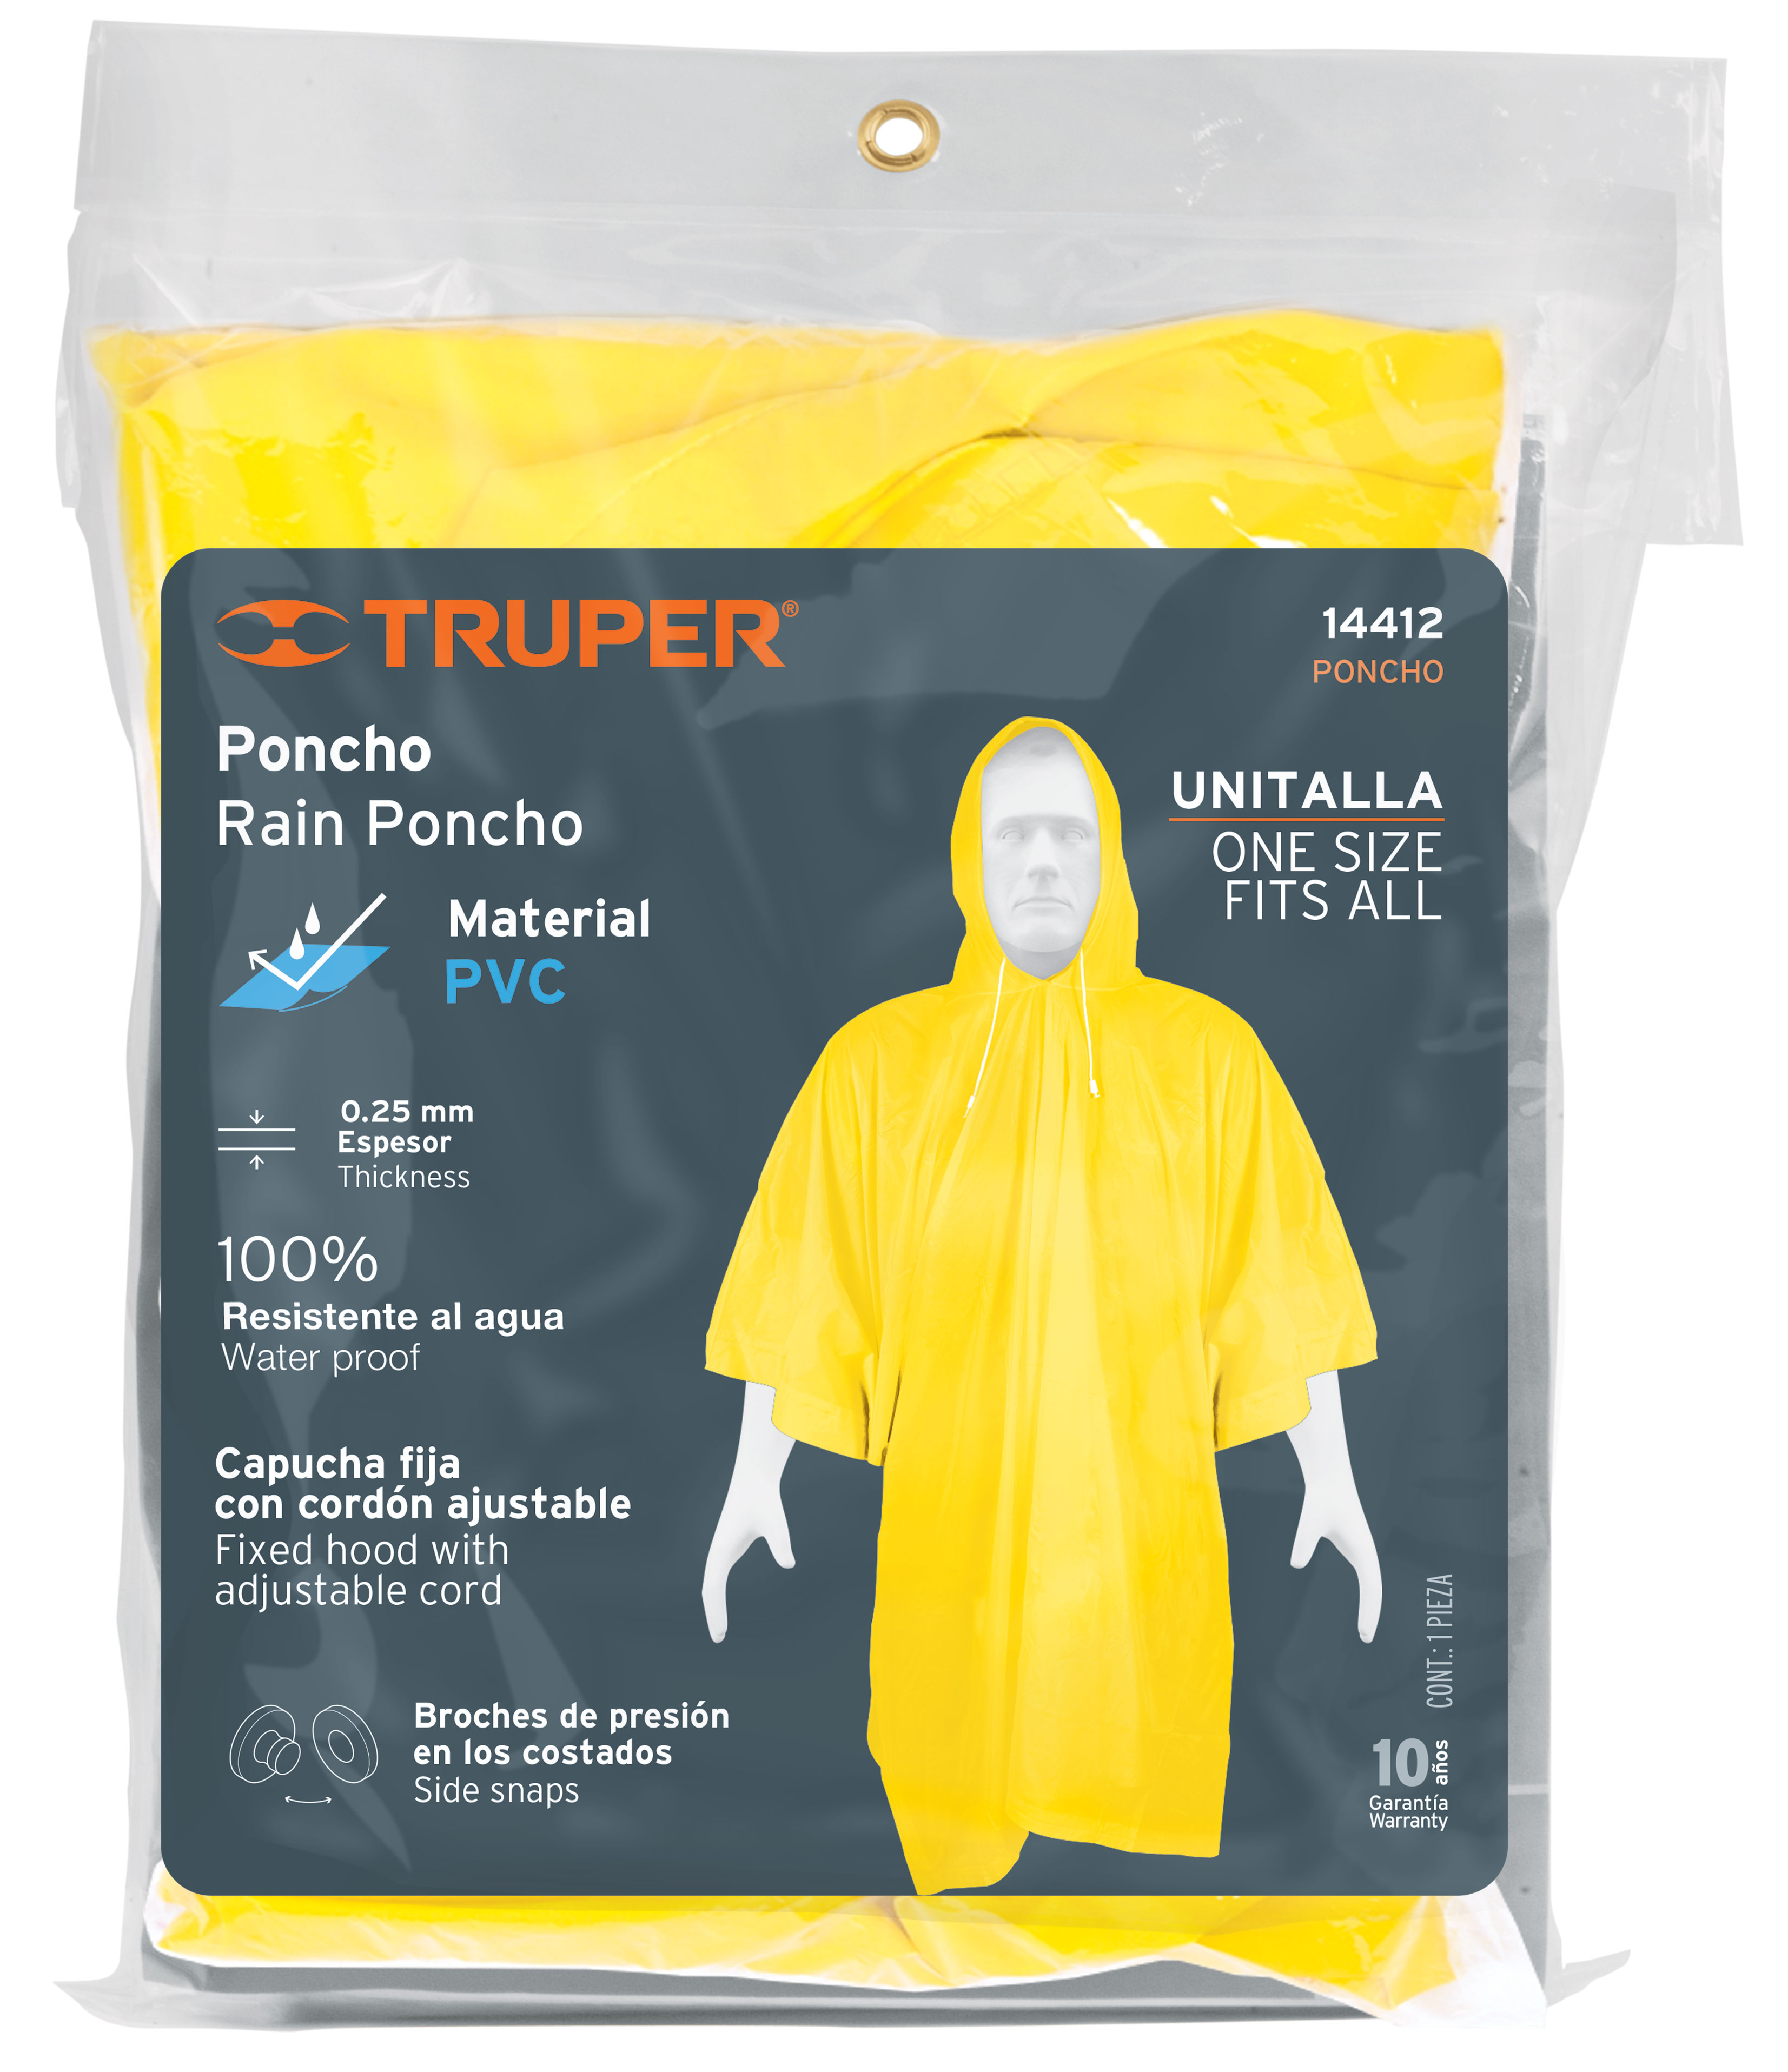 TRUPER®
14412
PONCHO
Poncho
Rain Poncho
UNITALLA
ONE SIZE
FITS ALL
Material
PVC
0.25 mm
Espesor
Thickness
100%
Resistente al agua
Water proof
Capucha fija
con cordón ajustable
Fixed hood with
adjustable cord
Broches de presión
en los costados
Side snaps
CONT.: 1 PIEZA
10 años
Garantía
Warranty